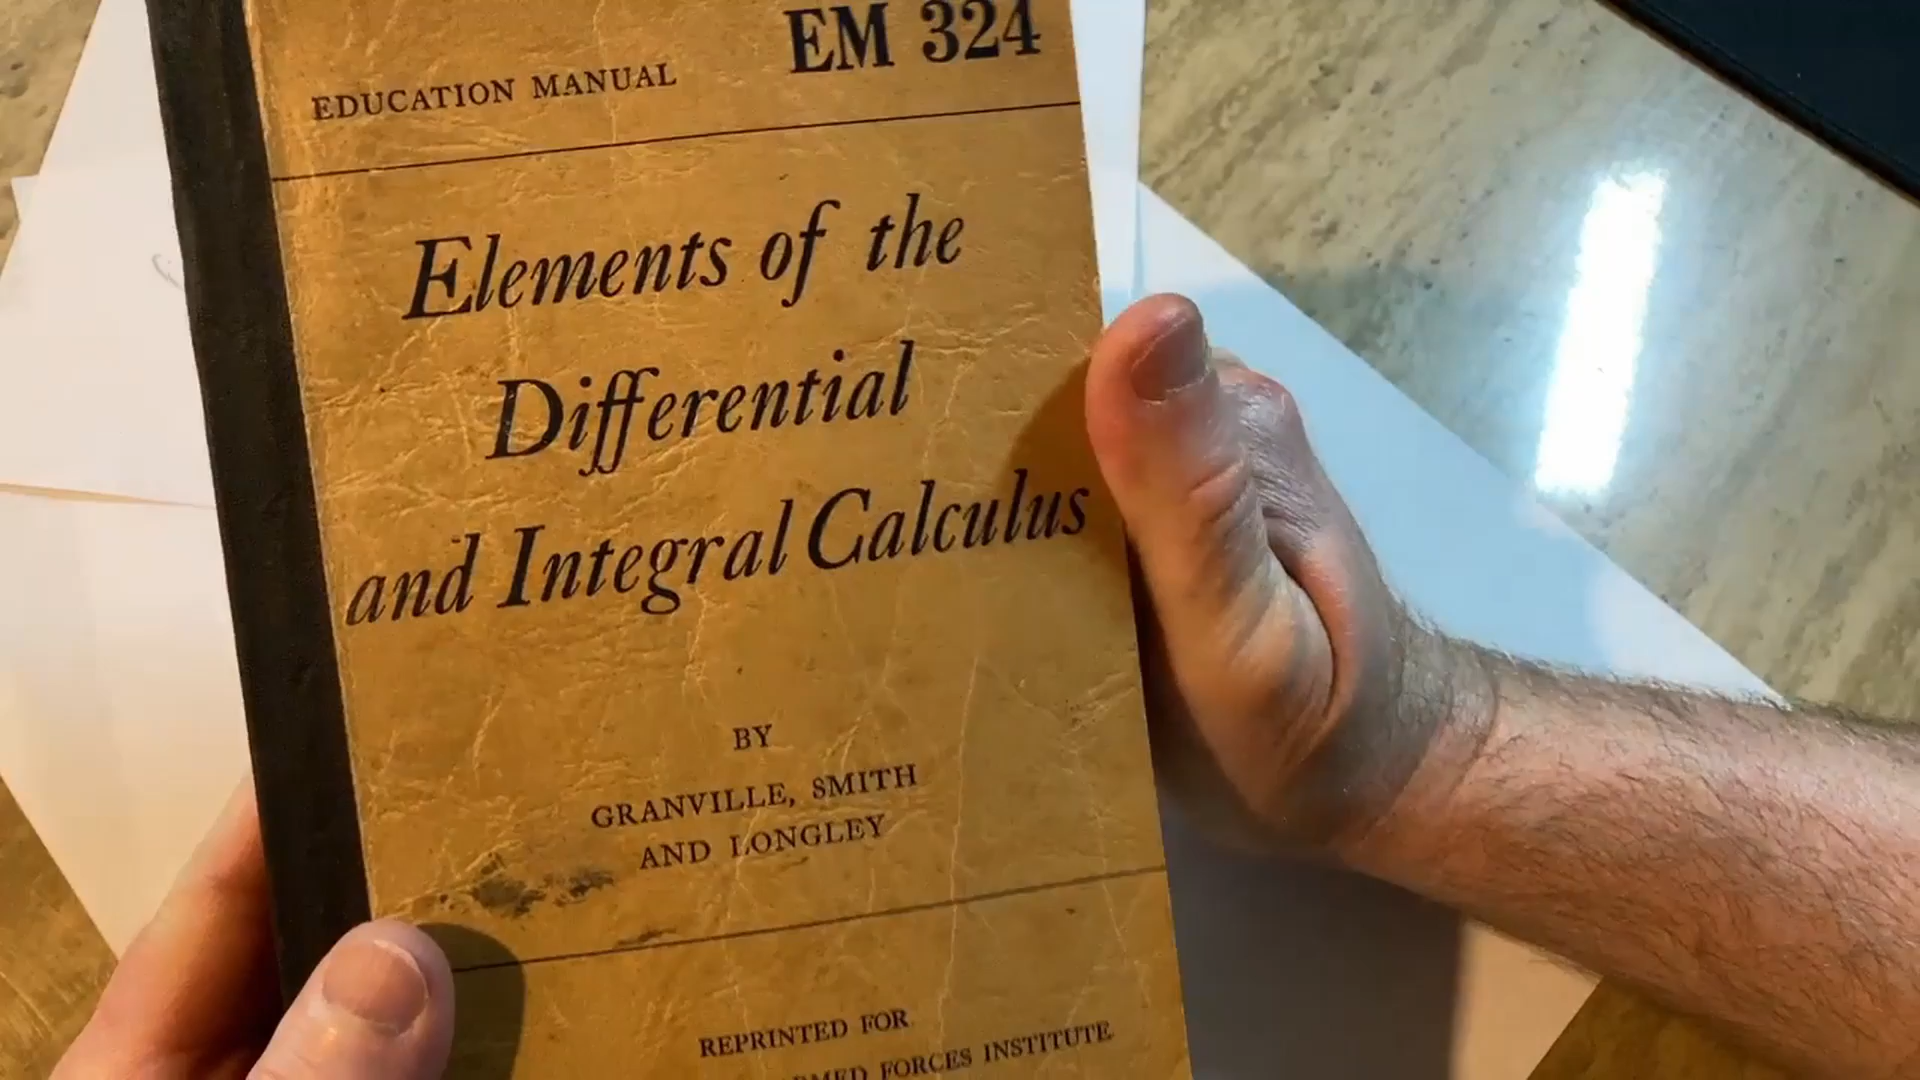 EM 324
EDUCATION MANUAL
Elements of the
Differential
and Integral Calculus
BY
GRANVILLE, SMITH
AND LONGLEY
REPRINTED FOR
FORCES INSTITUTE